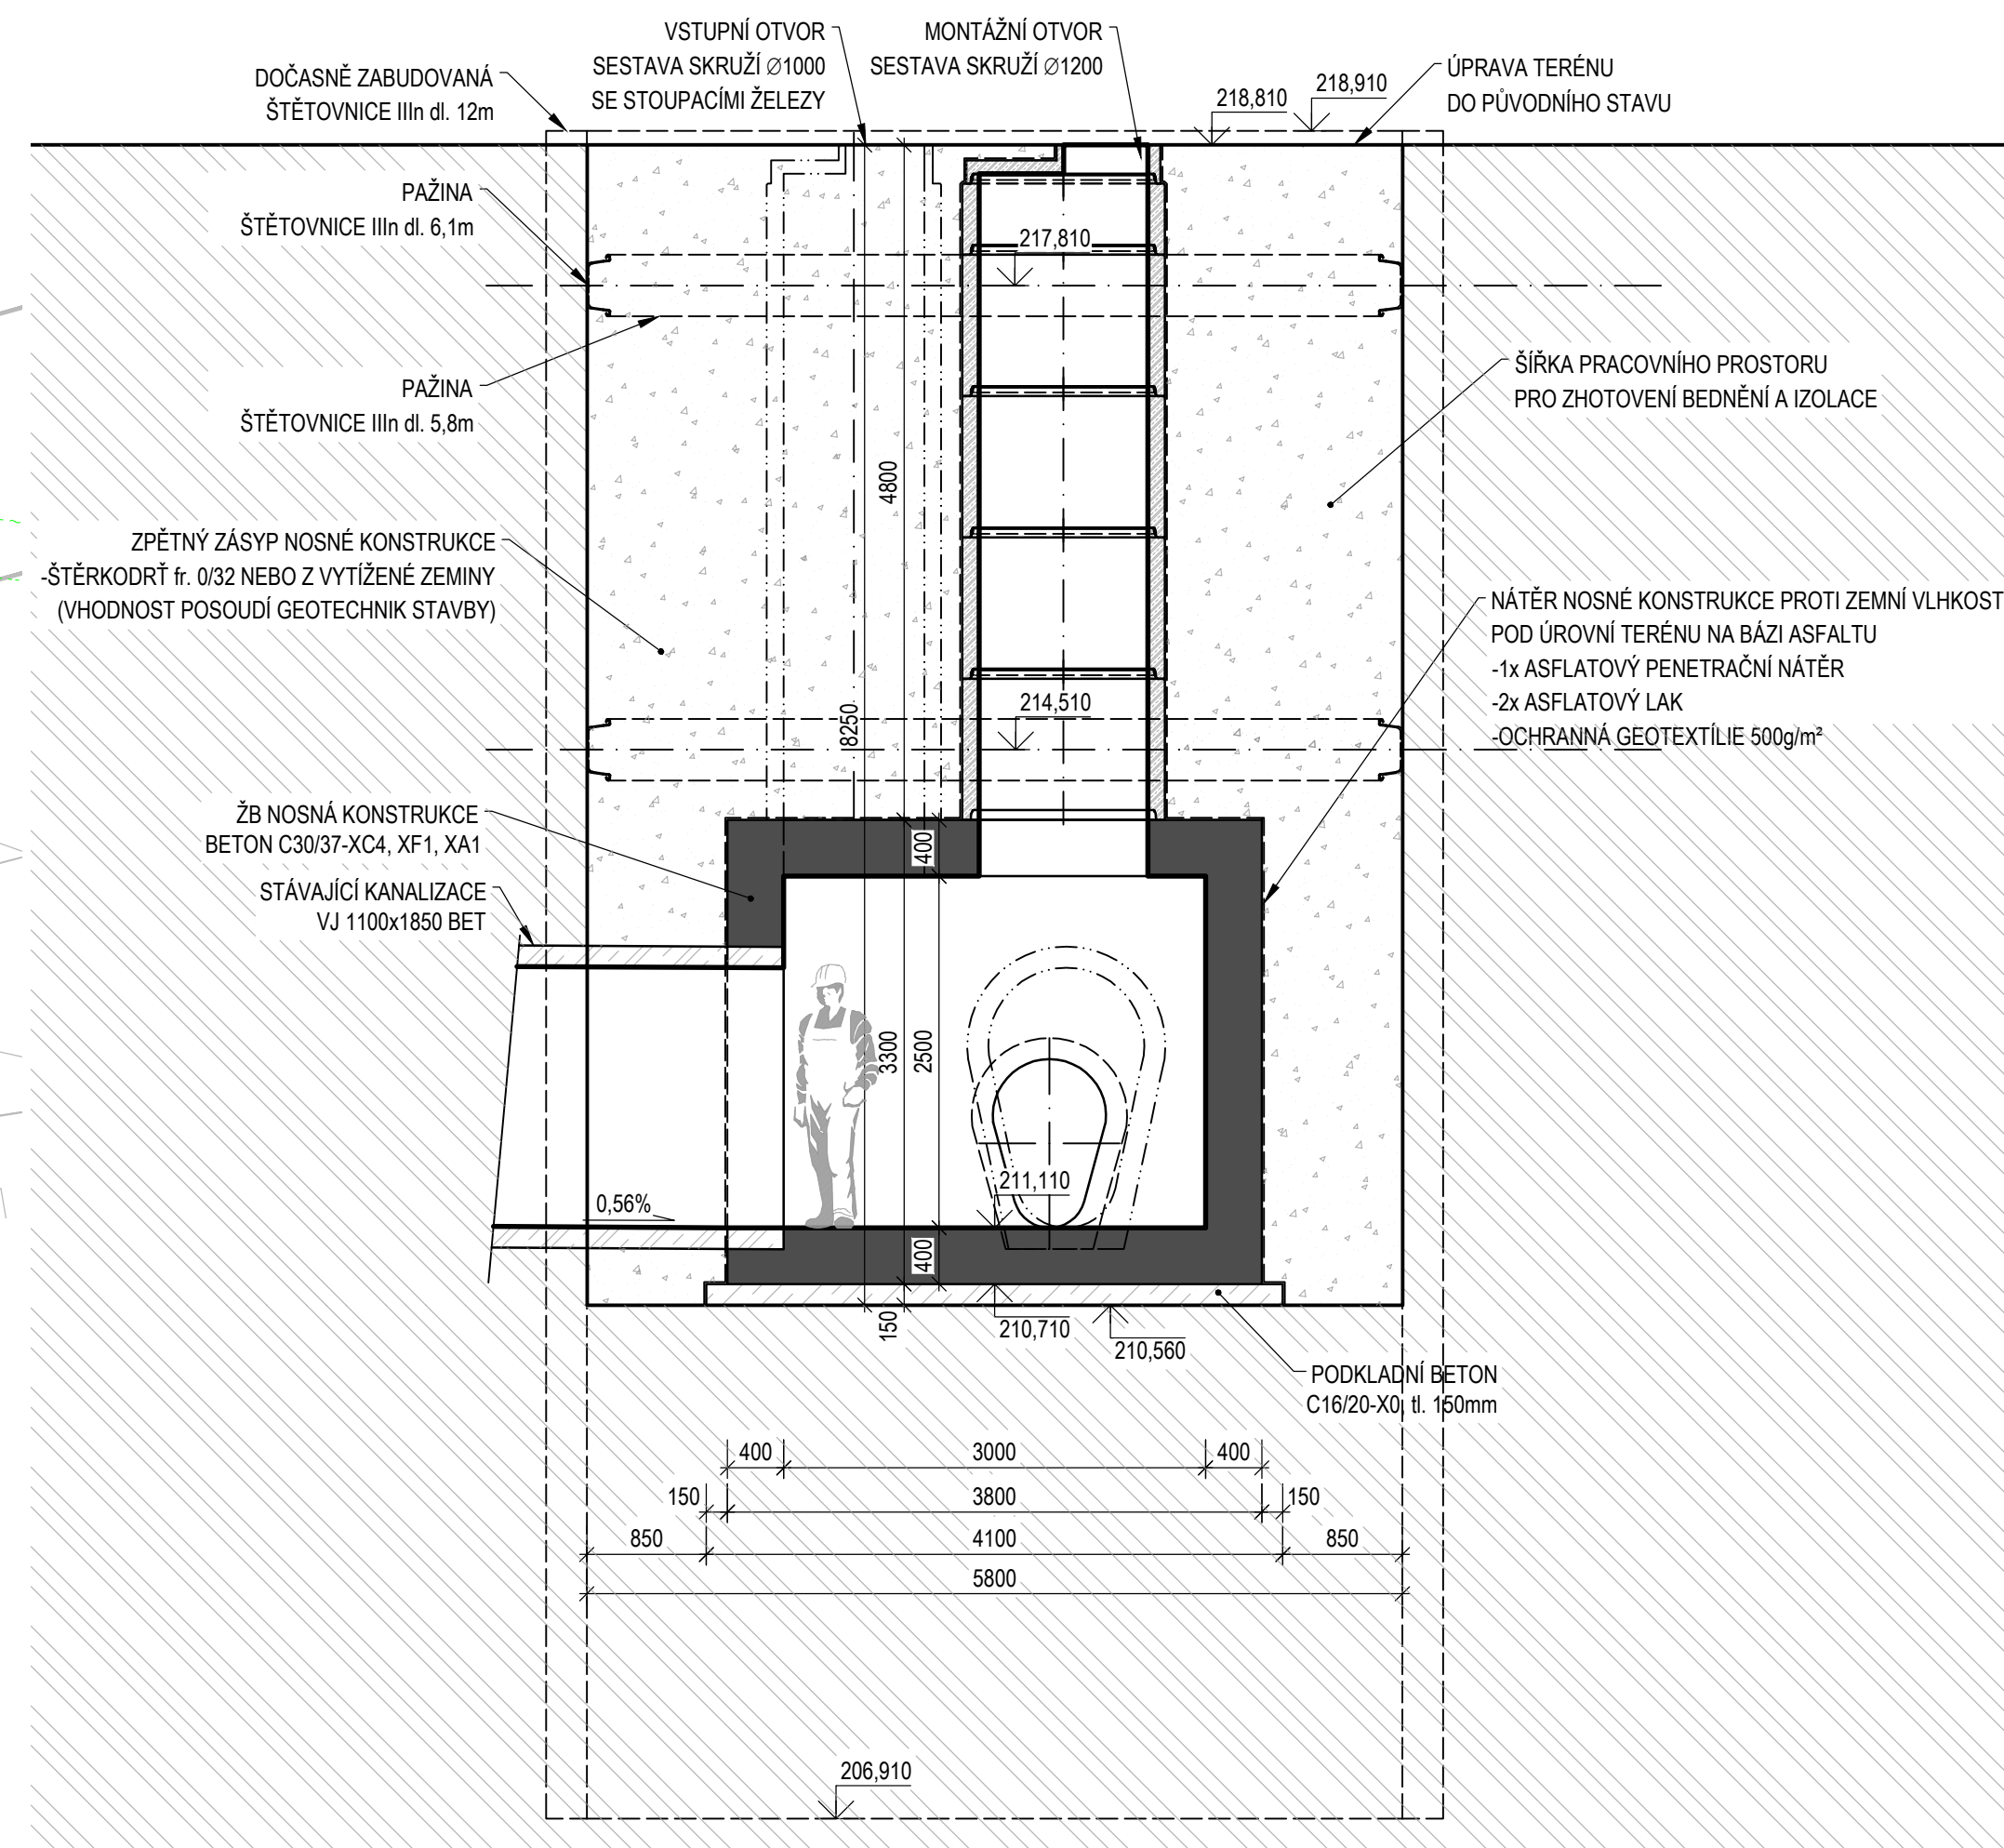 VSTUPNÍ OTVOR
SESTAVA SKRUŽÍ Ø1000
SE STOUPACÍMI ŽELEZY
MONTÁŽNÍ OTVOR
SESTAVA SKRUŽÍ Ø1200
DOČASNĚ ZABUDOVANÁ
ŠTĚTOVNICE IIIn dl. 12m
218,810
218,910
ÚPRAVA TERÉNU
DO PŮVODNÍHO STAVU
PAŽINA
ŠTĚTOVNICE IIIn dl. 6,1m
217,810
PAŽINA
ŠTĚTOVNICE IIIn dl. 5,8m
ŠÍŘKA PRACOVNÍHO PROSTORU
PRO ZHOTOVENÍ BEDNĚNÍ A IZOLACE
4800
ZPĚTNÝ ZÁSYP NOSNÉ KONSTRUKCE
-ŠTĚRKODRŤ fr. 0/32 NEBO Z VYTÍŽENÉ ZEMINY
(VHODNOST POSOUDÍ GEOTECHNIK STAVBY)
NÁTĚR NOSNÉ KONSTRUKCE PROTI ZEMNÍ VLHKOST
POD ÚROVNÍ TERÉNU NA BÁZI ASFALTU
-1x ASFLATOVÝ PENETRAČNÍ NÁTĚR
-2x ASFLATOVÝ LAK
-OCHRANNÁ GEOTEXTÍLIE 500g/m²
214,510
8250
ŽB NOSNÁ KONSTRUKCE
BETON C30/37-XC4, XF1, XA1
400
STÁVAJÍCÍ KANALIZACE
VJ 1100x1850 BET
3300
2500
211,110
0,56%
400
150
210,710
210,560
PODKLADNÍ BETON
C16/20-X0, tl. 150mm
400
3000
400
150
3800
150
850
4100
850
5800
206,910